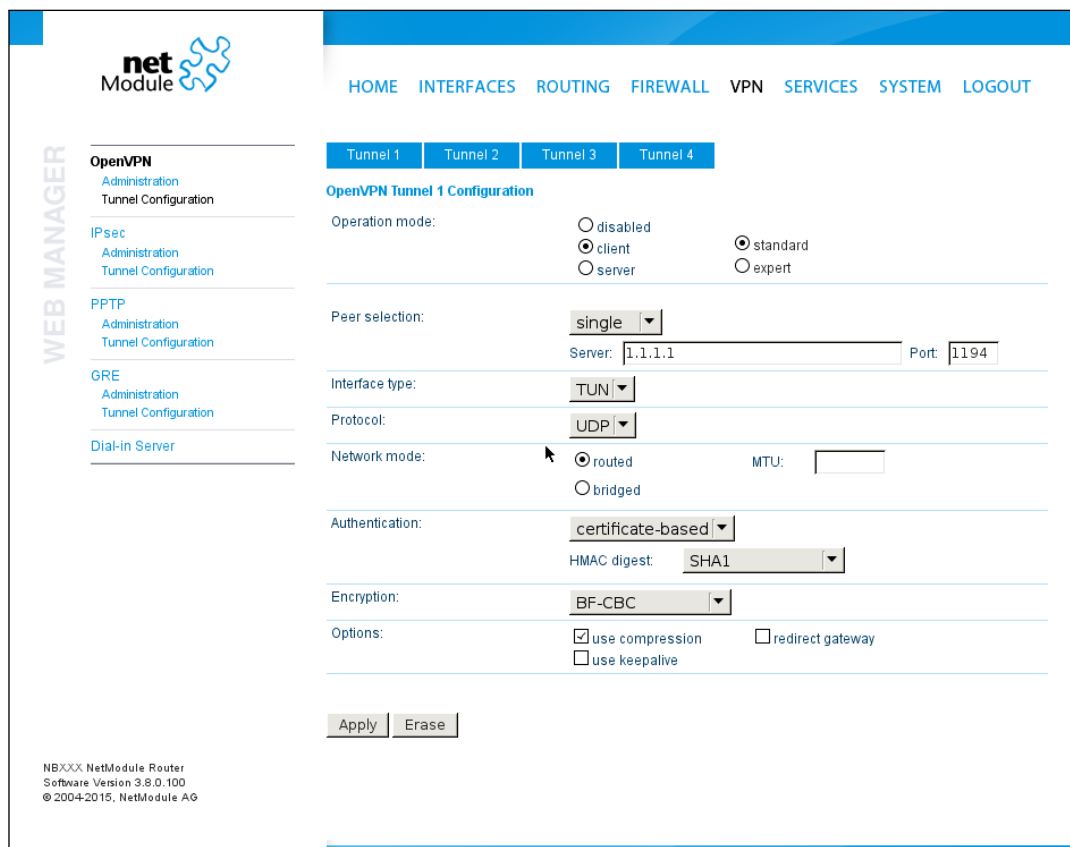 net
Module
HOME INTERFACES ROUTING FIREWALL VPN SERVICES SYSTEM LOGOUT
WEB MANAGER
OpenVPN
Administration
Tunnel Configuration
IPsec
Administration
Tunnel Configuration
PPTP
Administration
Tunnel Configuration
GRE
Administration
Tunnel Configuration
Dial-in Server
Tunnel 1 Tunnel 2 Tunnel 3 Tunnel 4
OpenVPN Tunnel 1 Configuration
Operation mode:
disabled
client standard
server expert
Peer selection:
single
Server: 1.1.1.1 Port: 1194
Interface type: TUN
Protocol: UDP
Network mode: routed MTU:
bridged
Authentication: certificate-based
HMAC digest: SHA1
Encryption: BF-CBC
Options: use compression redirect gateway
use keepalive
Apply Erase
NBXXX NetModule Router
Software Version 3.8.0.100
© 2004-2015, NetModule AG